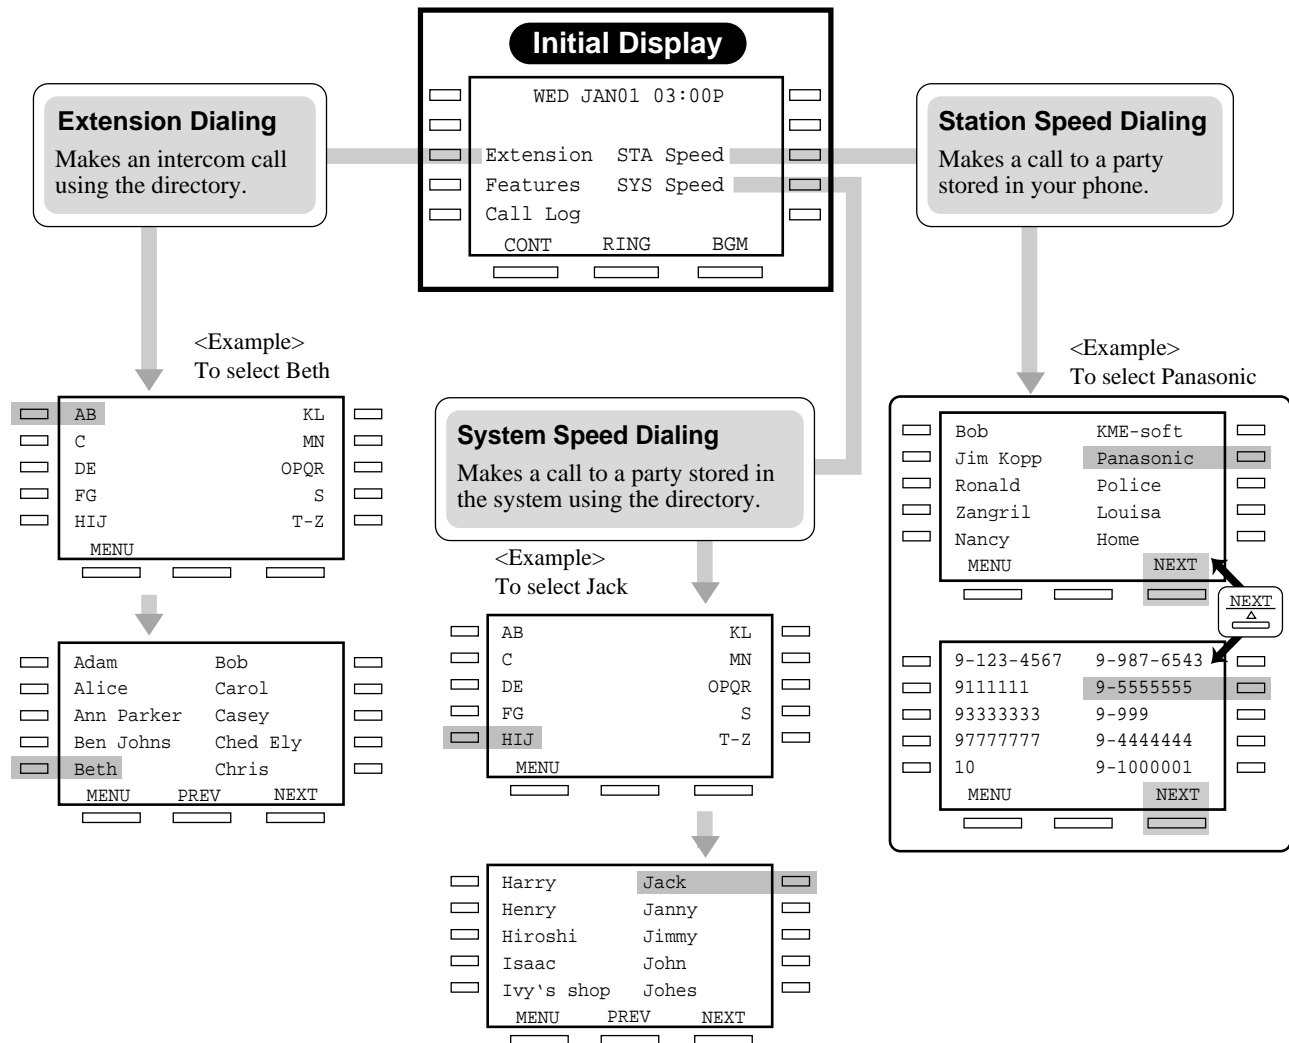 Initial Display
WED JAN01 03:00P
Extension STA Speed
Features SYS Speed
Call Log
CONT RING BGM
Extension Dialing
Makes an intercom call
using the directory.
Station Speed Dialing
Makes a call to a party
stored in your phone.
<Example>
To select Beth
AB KL
C MN
DE OPQR
FG S
HIJ T-Z
MENU
Adam Bob
Alice Carol
Ann Parker Casey
Ben Johns Ched Ely
Beth Chris
MENU PREV NEXT
System Speed Dialing
Makes a call to a party stored in
the system using the directory.
<Example>
To select Jack
AB KL
C MN
DE OPQR
FG S
HIJ T-Z
MENU
Harry Jack
Henry Janny
Hiroshi Jimmy
Isaac John
Ivy‘s shop Johes
MENU PREV NEXT
<Example>
To select Panasonic
Bob KME-soft
Jim Kopp Panasonic
Ronald Police
Zangril Louisa
Nancy Home
MENU NEXT
NEXT
9-123-4567 9-987-6543
9111111 9-5555555
93333333 9-999
97777777 9-4444444
10 9-1000001
MENU NEXT